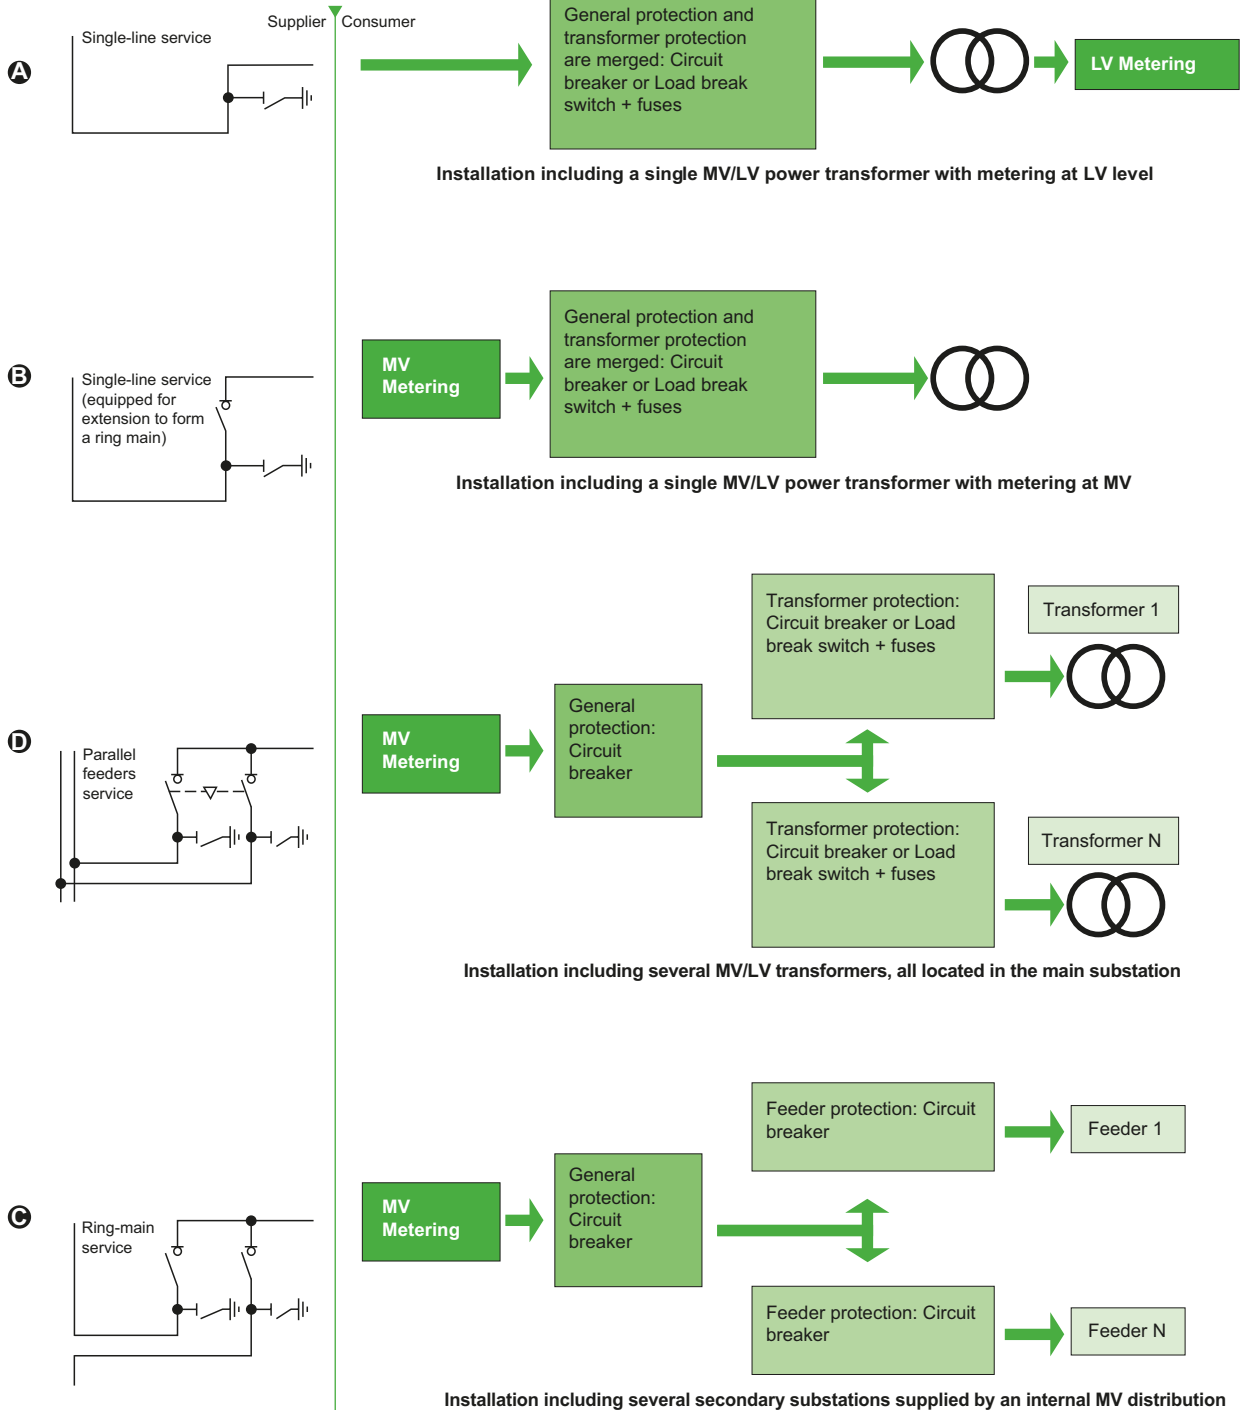 Supplier
Consumer
A
Single-line service
General protection and
transformer protection
are merged: Circuit
breaker or Load break
switch + fuses
LV Metering
Installation including a single MV/LV power transformer with metering at LV level
B
Single-line service
(equipped for
extension to form
a ring main)
MV
Metering
General protection and
transformer protection
are merged: Circuit
breaker or Load break
switch + fuses
Installation including a single MV/LV power transformer with metering at MV
D
Parallel
feeders
service
MV
Metering
General
protection:
Circuit
breaker
Transformer protection:
Circuit breaker or Load
break switch + fuses
Transformer 1
Transformer protection:
Circuit breaker or Load
break switch + fuses
Transformer N
Installation including several MV/LV transformers, all located in the main substation
C
Ring-main
service
MV
Metering
General
protection:
Circuit
breaker
Feeder protection: Circuit
breaker
Feeder 1
Feeder protection: Circuit
breaker
Feeder N
Installation including several secondary substations supplied by an internal MV distribution